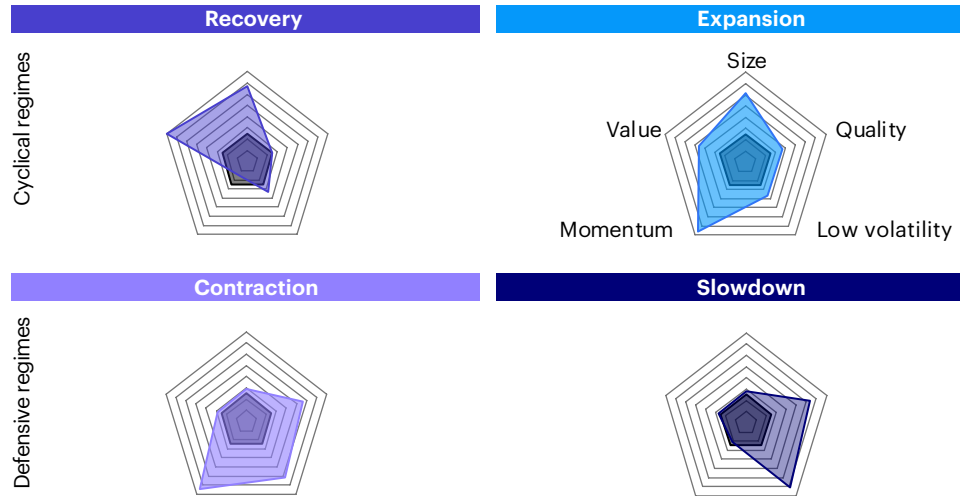 Recovery
Expansion
Cyclical regimes
Size
Value
Quality
Momentum
Low volatility
Contraction
Slowdown
Defensive regimes